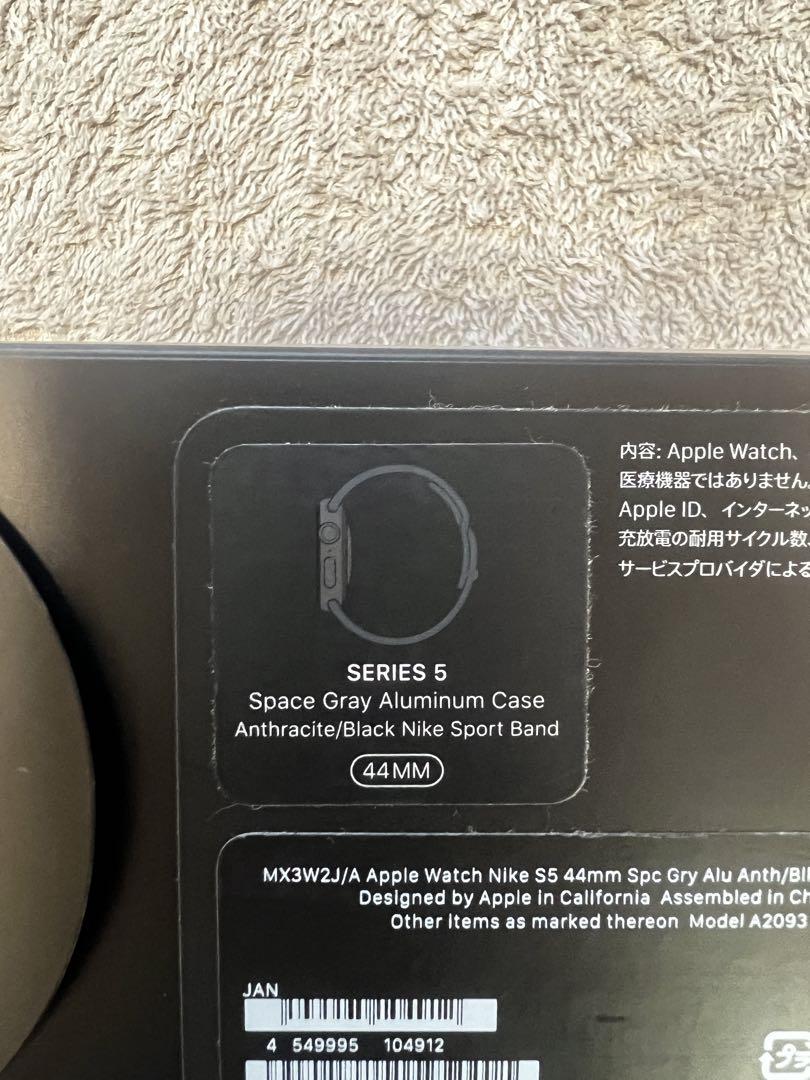 SERIES 5
Space Gray Aluminum Case
Anthracite/Black Nike Sport Band
44MM
内容: Apple Watch、
医療機器ではありません。
Apple ID、インターネッ
充放電の耐用サイクル数、
サービスプロバイダによる
MX3W2J/A Apple Watch Nike S5 44mm Spc Gry Alu Anth/Bl
Designed by Apple in California Assembled in Ch
Other items as marked thereon Model A2093
JAN
4 549995 104912
プラ